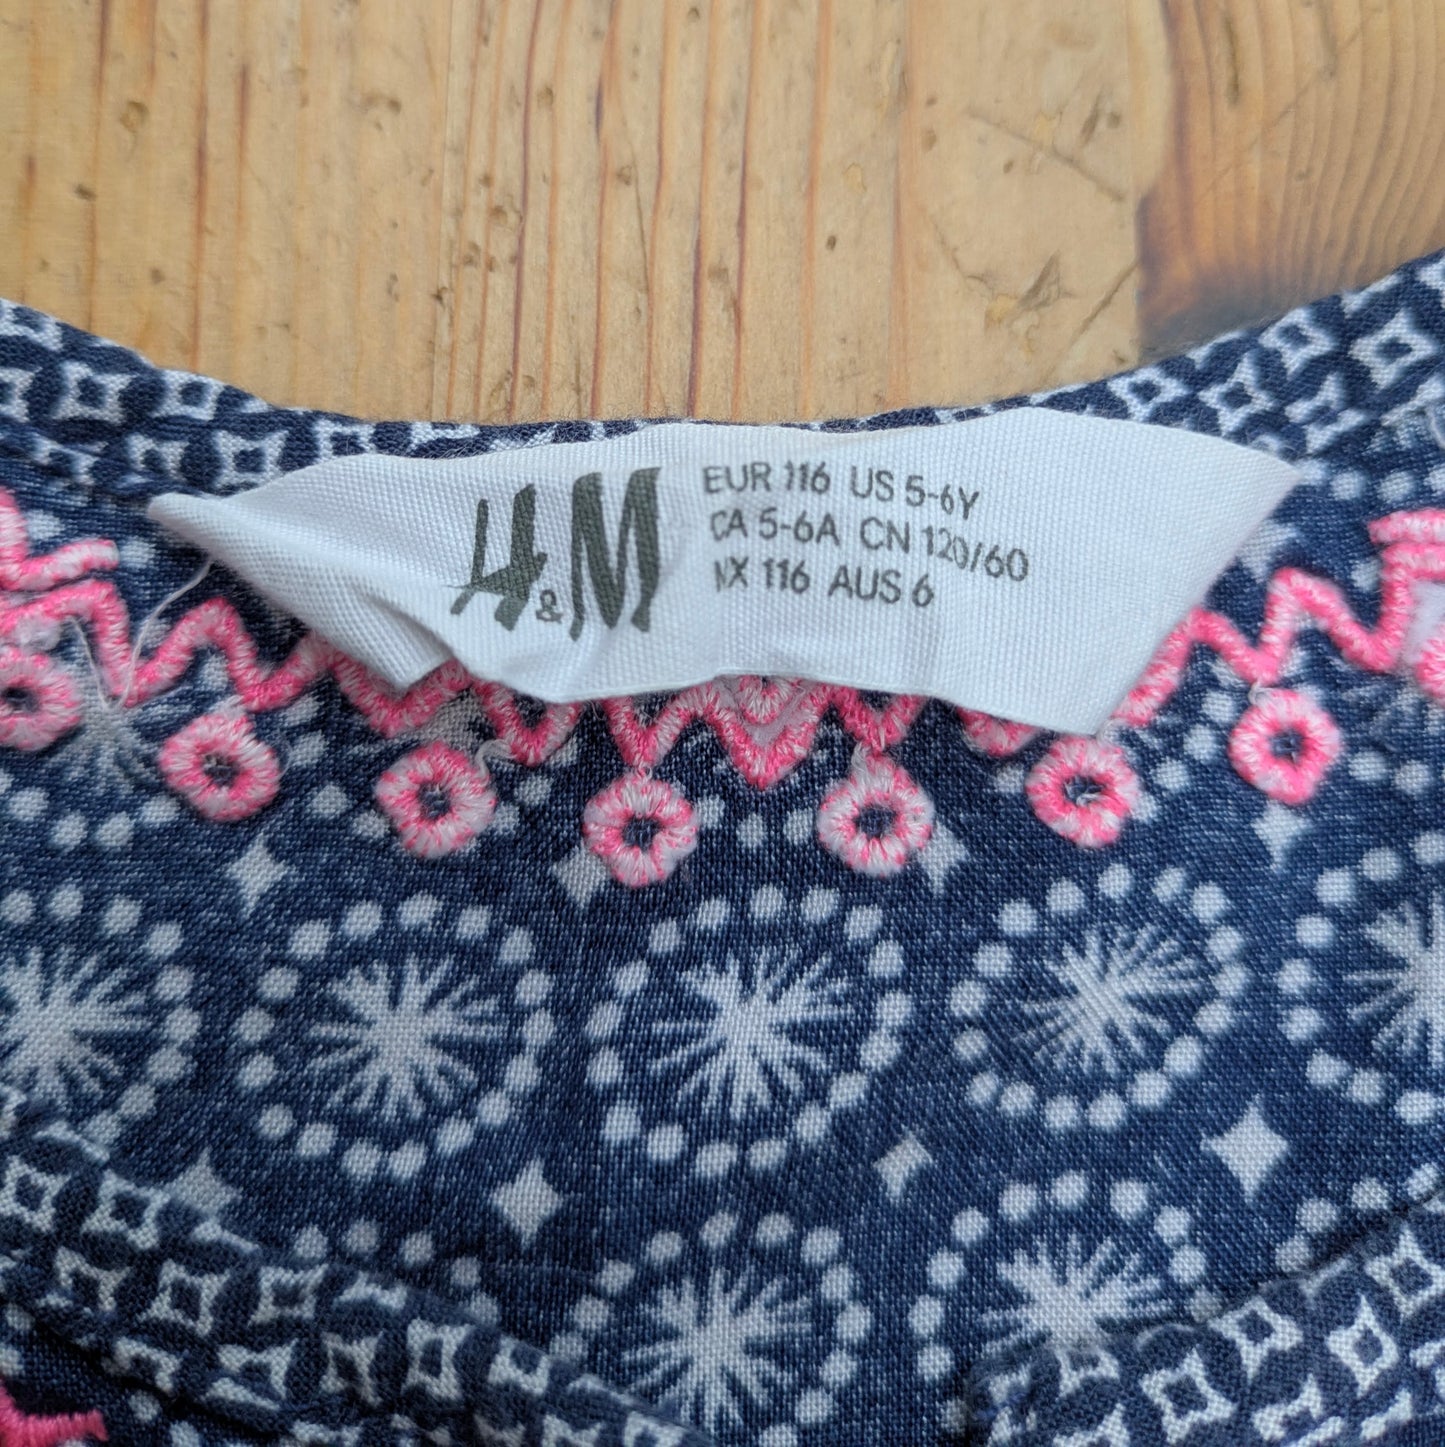 H&M
EUR 116 US 5-6Y
CA 5-6A CN 120/60
MX 116 AUS 6